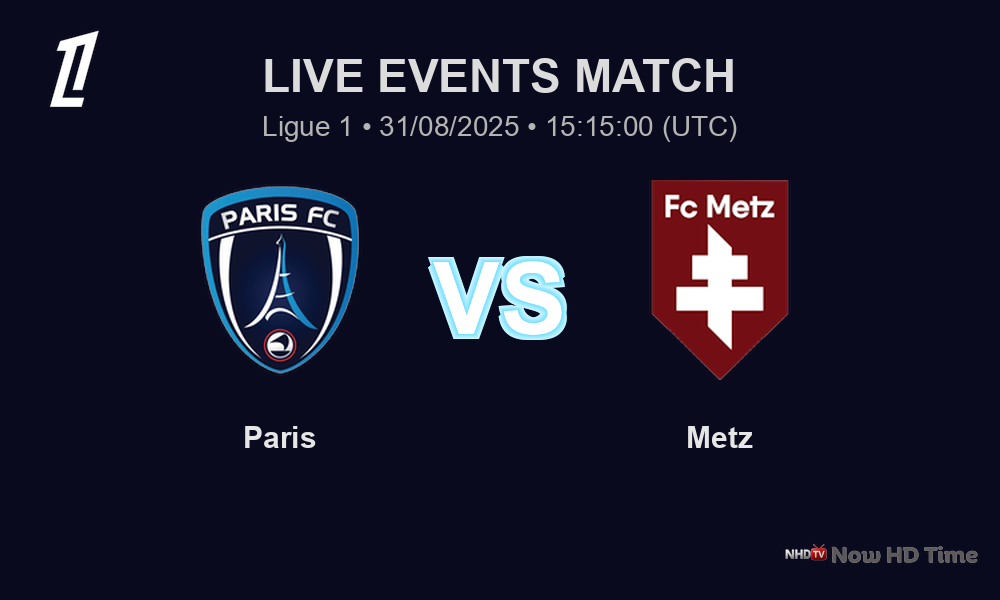 LIVE EVENTS MATCH
Ligue 1 • 31/08/2025 • 15:15:00 (UTC)
PARIS FC
Fc Metz
VS
Paris
Metz
NHDTV Now HD Time